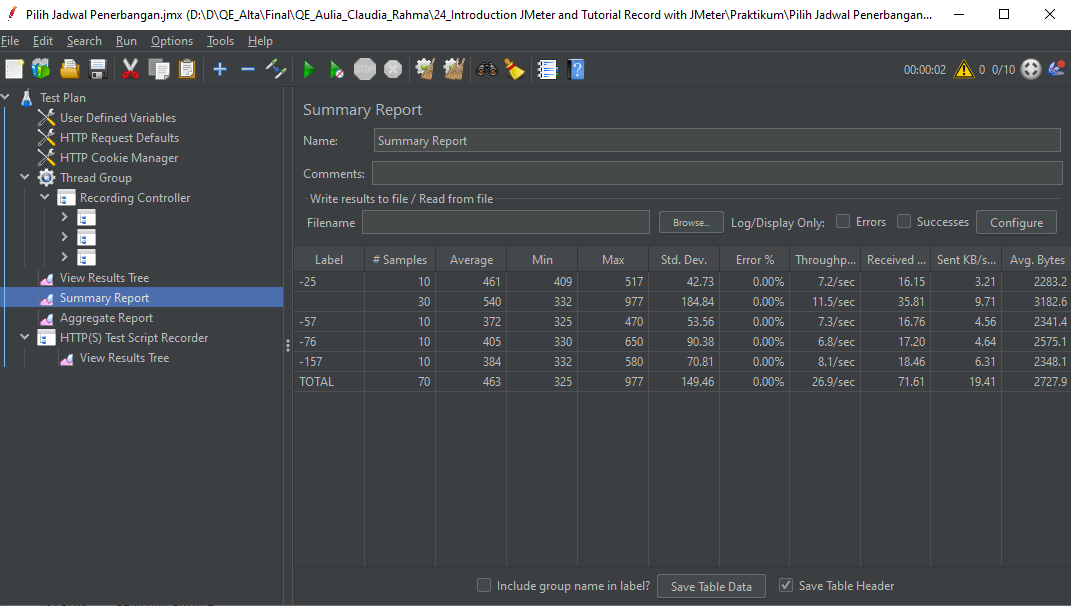 Pilih Jadwal Penerbangan.jmx (D:\D\QE_Alta\Final\QE_Aulia_Claudia_Rahma\24_Introduction JMeter and Tutorial Record with JMeter\Praktikum\Pilih Jadwal Penerbangan...
File Edit Search Run Options Tools Help
00:00:02 0 0/10
Test Plan
User Defined Variables
HTTP Request Defaults
HTTP Cookie Manager
Thread Group
Recording Controller
View Results Tree
Summary Report
Aggregate Report
HTTP(S) Test Script Recorder
View Results Tree
Summary Report
Name: Summary Report
Comments:
Write results to file / Read from file
Filename Browse... Log/Display Only: Errors Successes Configure
Label # Samples Average Min Max Std. Dev. Error % Throughp... Received ... Sent KB/s... Avg. Bytes
-25 10 461 409 517 42.73 0.00% 7.2/sec 16.15 3.21 2283.2
30 540 332 977 184.84 0.00% 11.5/sec 35.81 9.71 3182.6
-57 10 372 325 470 53.56 0.00% 7.3/sec 16.76 4.56 2341.4
-76 10 405 330 650 90.38 0.00% 6.8/sec 17.20 4.64 2575.1
-157 10 384 332 580 70.81 0.00% 8.1/sec 18.46 6.31 2348.1
TOTAL 70 463 325 977 149.46 0.00% 26.9/sec 71.61 19.41 2727.9
Include group name in label? Save Table Data Save Table Header